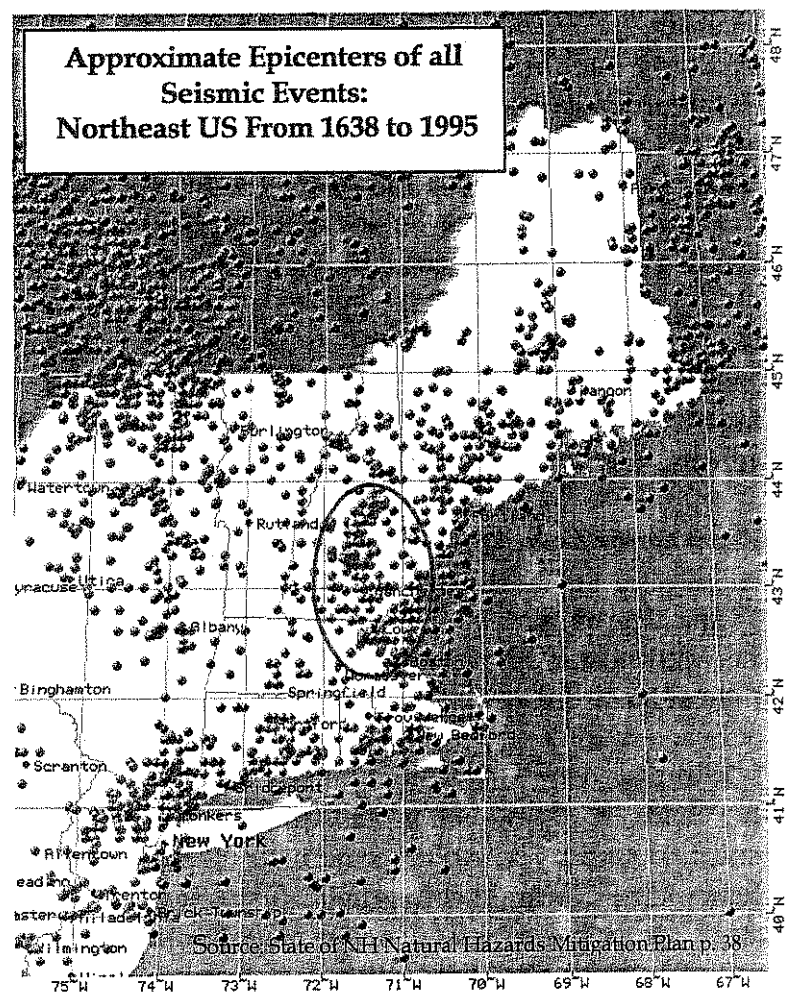 Approximate Epicenters of all
Seismic Events:
Northeast US From 1638 to 1995
48°N
47°N
46°N
45°N
Bangor
Burlington
44°N
Watertown
Rutland
Utica
43°N
Albany
Binghamton
Springfield
42°N
New Bedford
Scranton
Bridgeport
41°N
Yonkers
New York
Allentown
40°N
Source: State of NH Natural Hazards Mitigation Plan p. 38
Wilmington
75°W 74°W 73°W 72°W 71°W 70°W 69°W 68°W 67°W